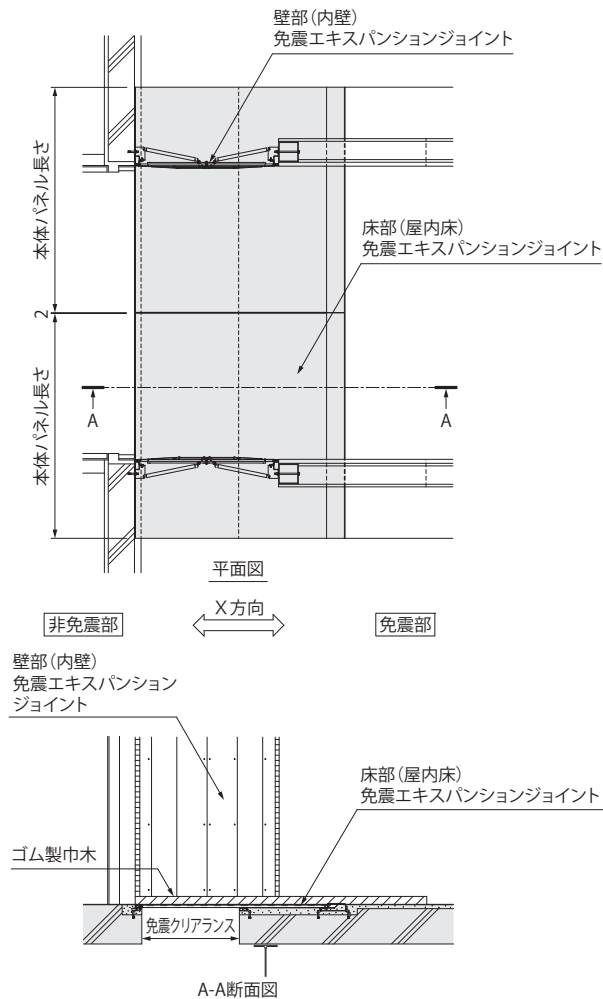 壁部（内壁）
免震エキスパンションジョイント
本体パネル長さ
床部（屋内床）
免震エキスパンションジョイント
2
本体パネル長さ
A
A
平面図
X方向
非免震部
免震部
壁部（内壁）
免震エキスパンション
ジョイント
床部（屋内床）
免震エキスパンションジョイント
ゴム製巾木
免震クリアランス
A-A断面図